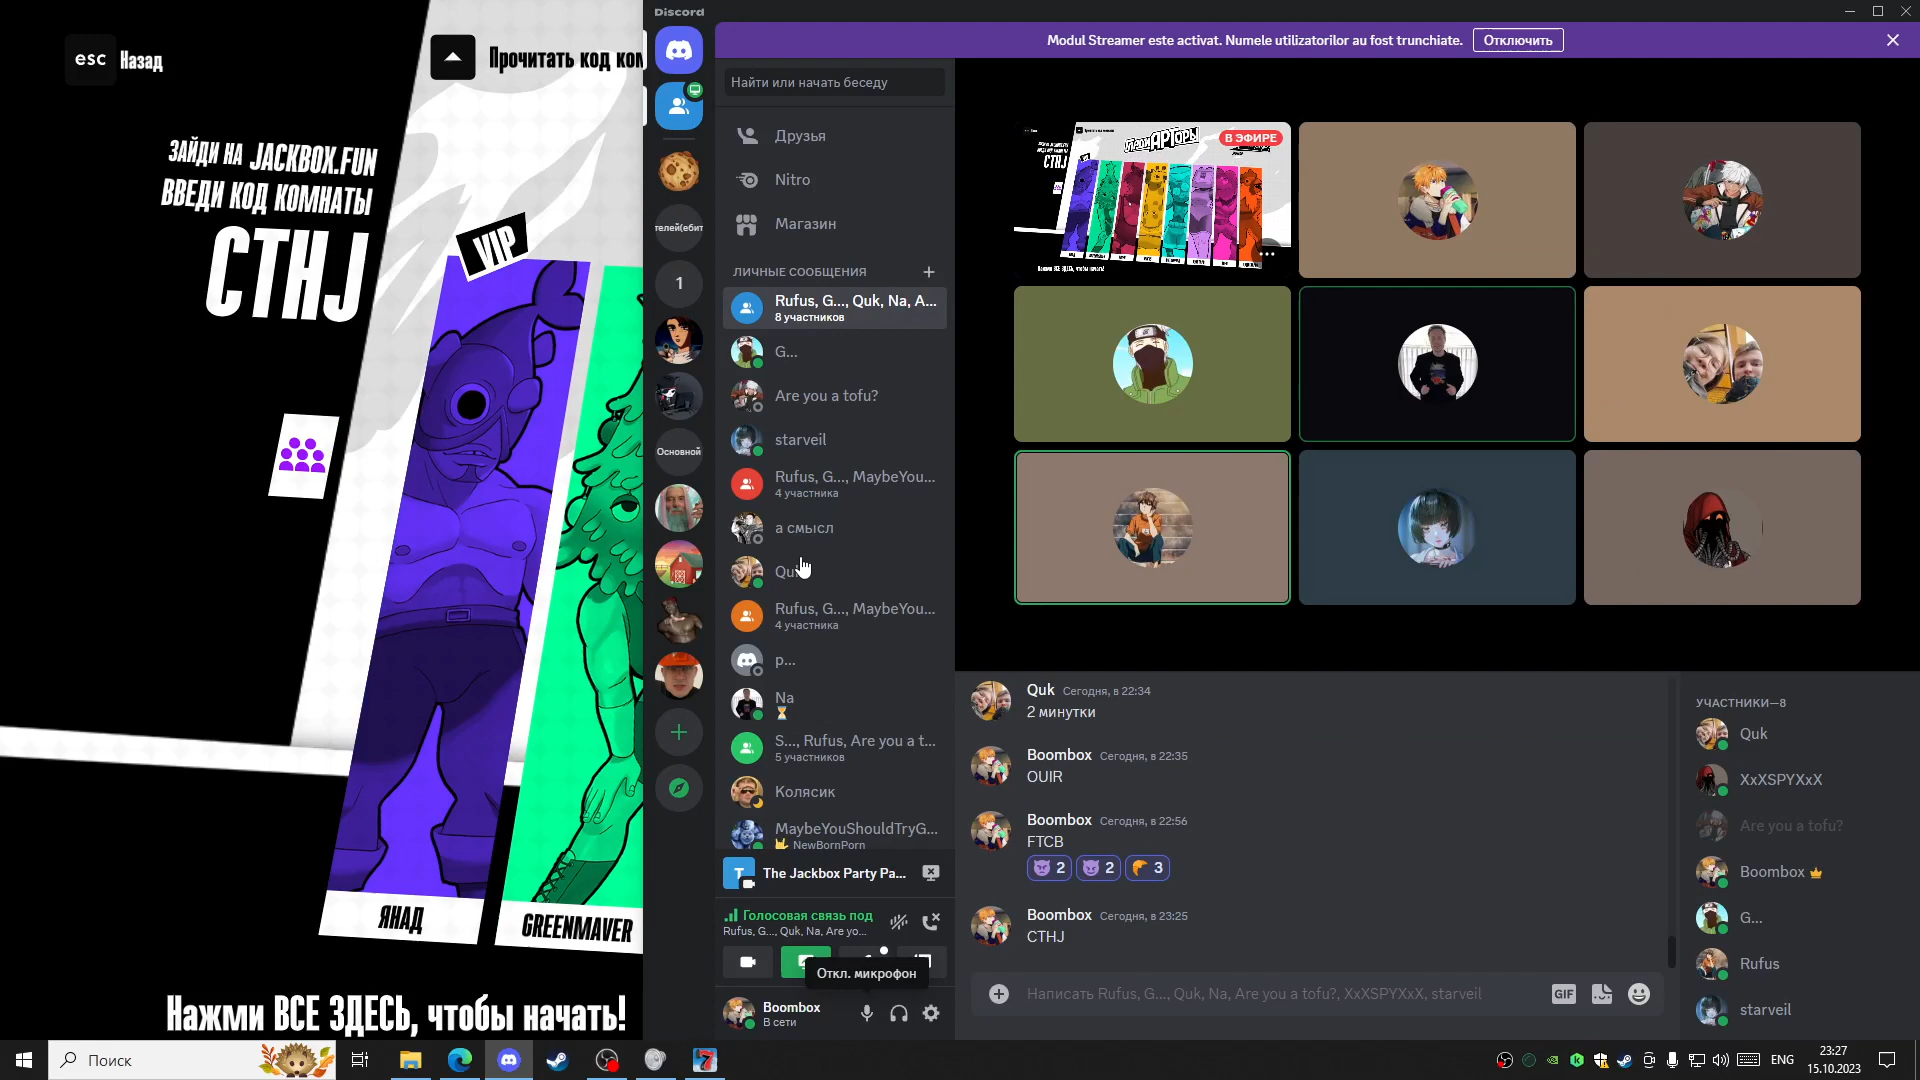 esc Назад
Прочитать код ком
ЗАЙДИ НА JACKBOX.FUN
ВВЕДИ КОД КОМНАТЫ
CTHJ
VIP
ЯНАД
GREENMAVER
Нажми ВСЕ ЗДЕСЬ, чтобы начать!
Discord
Modul Streamer este activat. Numele utilizatorilor au fost trunchiate.
Отключить
телей(ебит
1
Основной
Найти или начать беседу
Друзья
Nitro
Магазин
ЛИЧНЫЕ СООБЩЕНИЯ
Rufus, G..., Quk, Na, A...
8 участников
G...
Are you a tofu?
starveil
Rufus, G..., MaybeYou...
4 участника
а смысл
Rufus, G..., MaybeYou...
4 участника
p...
Na
S..., Rufus, Are you a t...
5 участников
Колясик
MaybeYouShouldTryG...
NewBornPorn
The Jackbox Party Pa...
Голосовая связь под
Rufus, G..., Quk, Na, Are yo...
Откл. микрофон
Boombox
В сети
В ЭФИРЕ
CTHJ
Quk Сегодня, в 22:34
2 минутки
Boombox Сегодня, в 22:35
OUIR
Boombox Сегодня, в 22:56
FTCB
2 2 3
Boombox Сегодня, в 23:25
CTHJ
Написать Rufus, G..., Quk, Na, Are you a tofu?, XxXSPYXxX, starveil
GIF
УЧАСТНИКИ—8
Quk
XxXSPYXxX
Are you a tofu?
Boombox
G...
Rufus
starveil
Поиск
ENG
23:27
15.10.2023